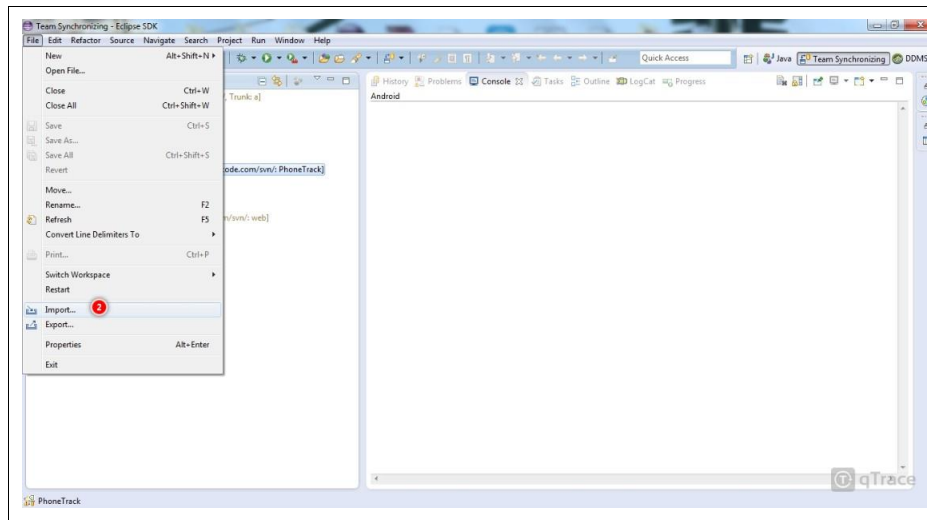 Team Synchronizing - Eclipse SDK
File Edit Refactor Source Navigate Search Project Run Window Help
New Alt+Shift+N
Open File...
Close Ctrl+W
Close All Ctrl+Shift+W
Save Ctrl+S
Save As...
Save All Ctrl+Shift+S
Revert
Move...
Rename... F2
Refresh F5
Convert Line Delimiters To
Print... Ctrl+P
Switch Workspace
Restart
Import... 2
Export...
Properties Alt+Enter
Exit
Quick Access
Java Team Synchronizing DDMS
, Trunk: a]
ode.com/svn/: PhoneTrack]
n/svn/: web]
History Problems Console Tasks Outline LogCat Progress
Android
qTrace
PhoneTrack